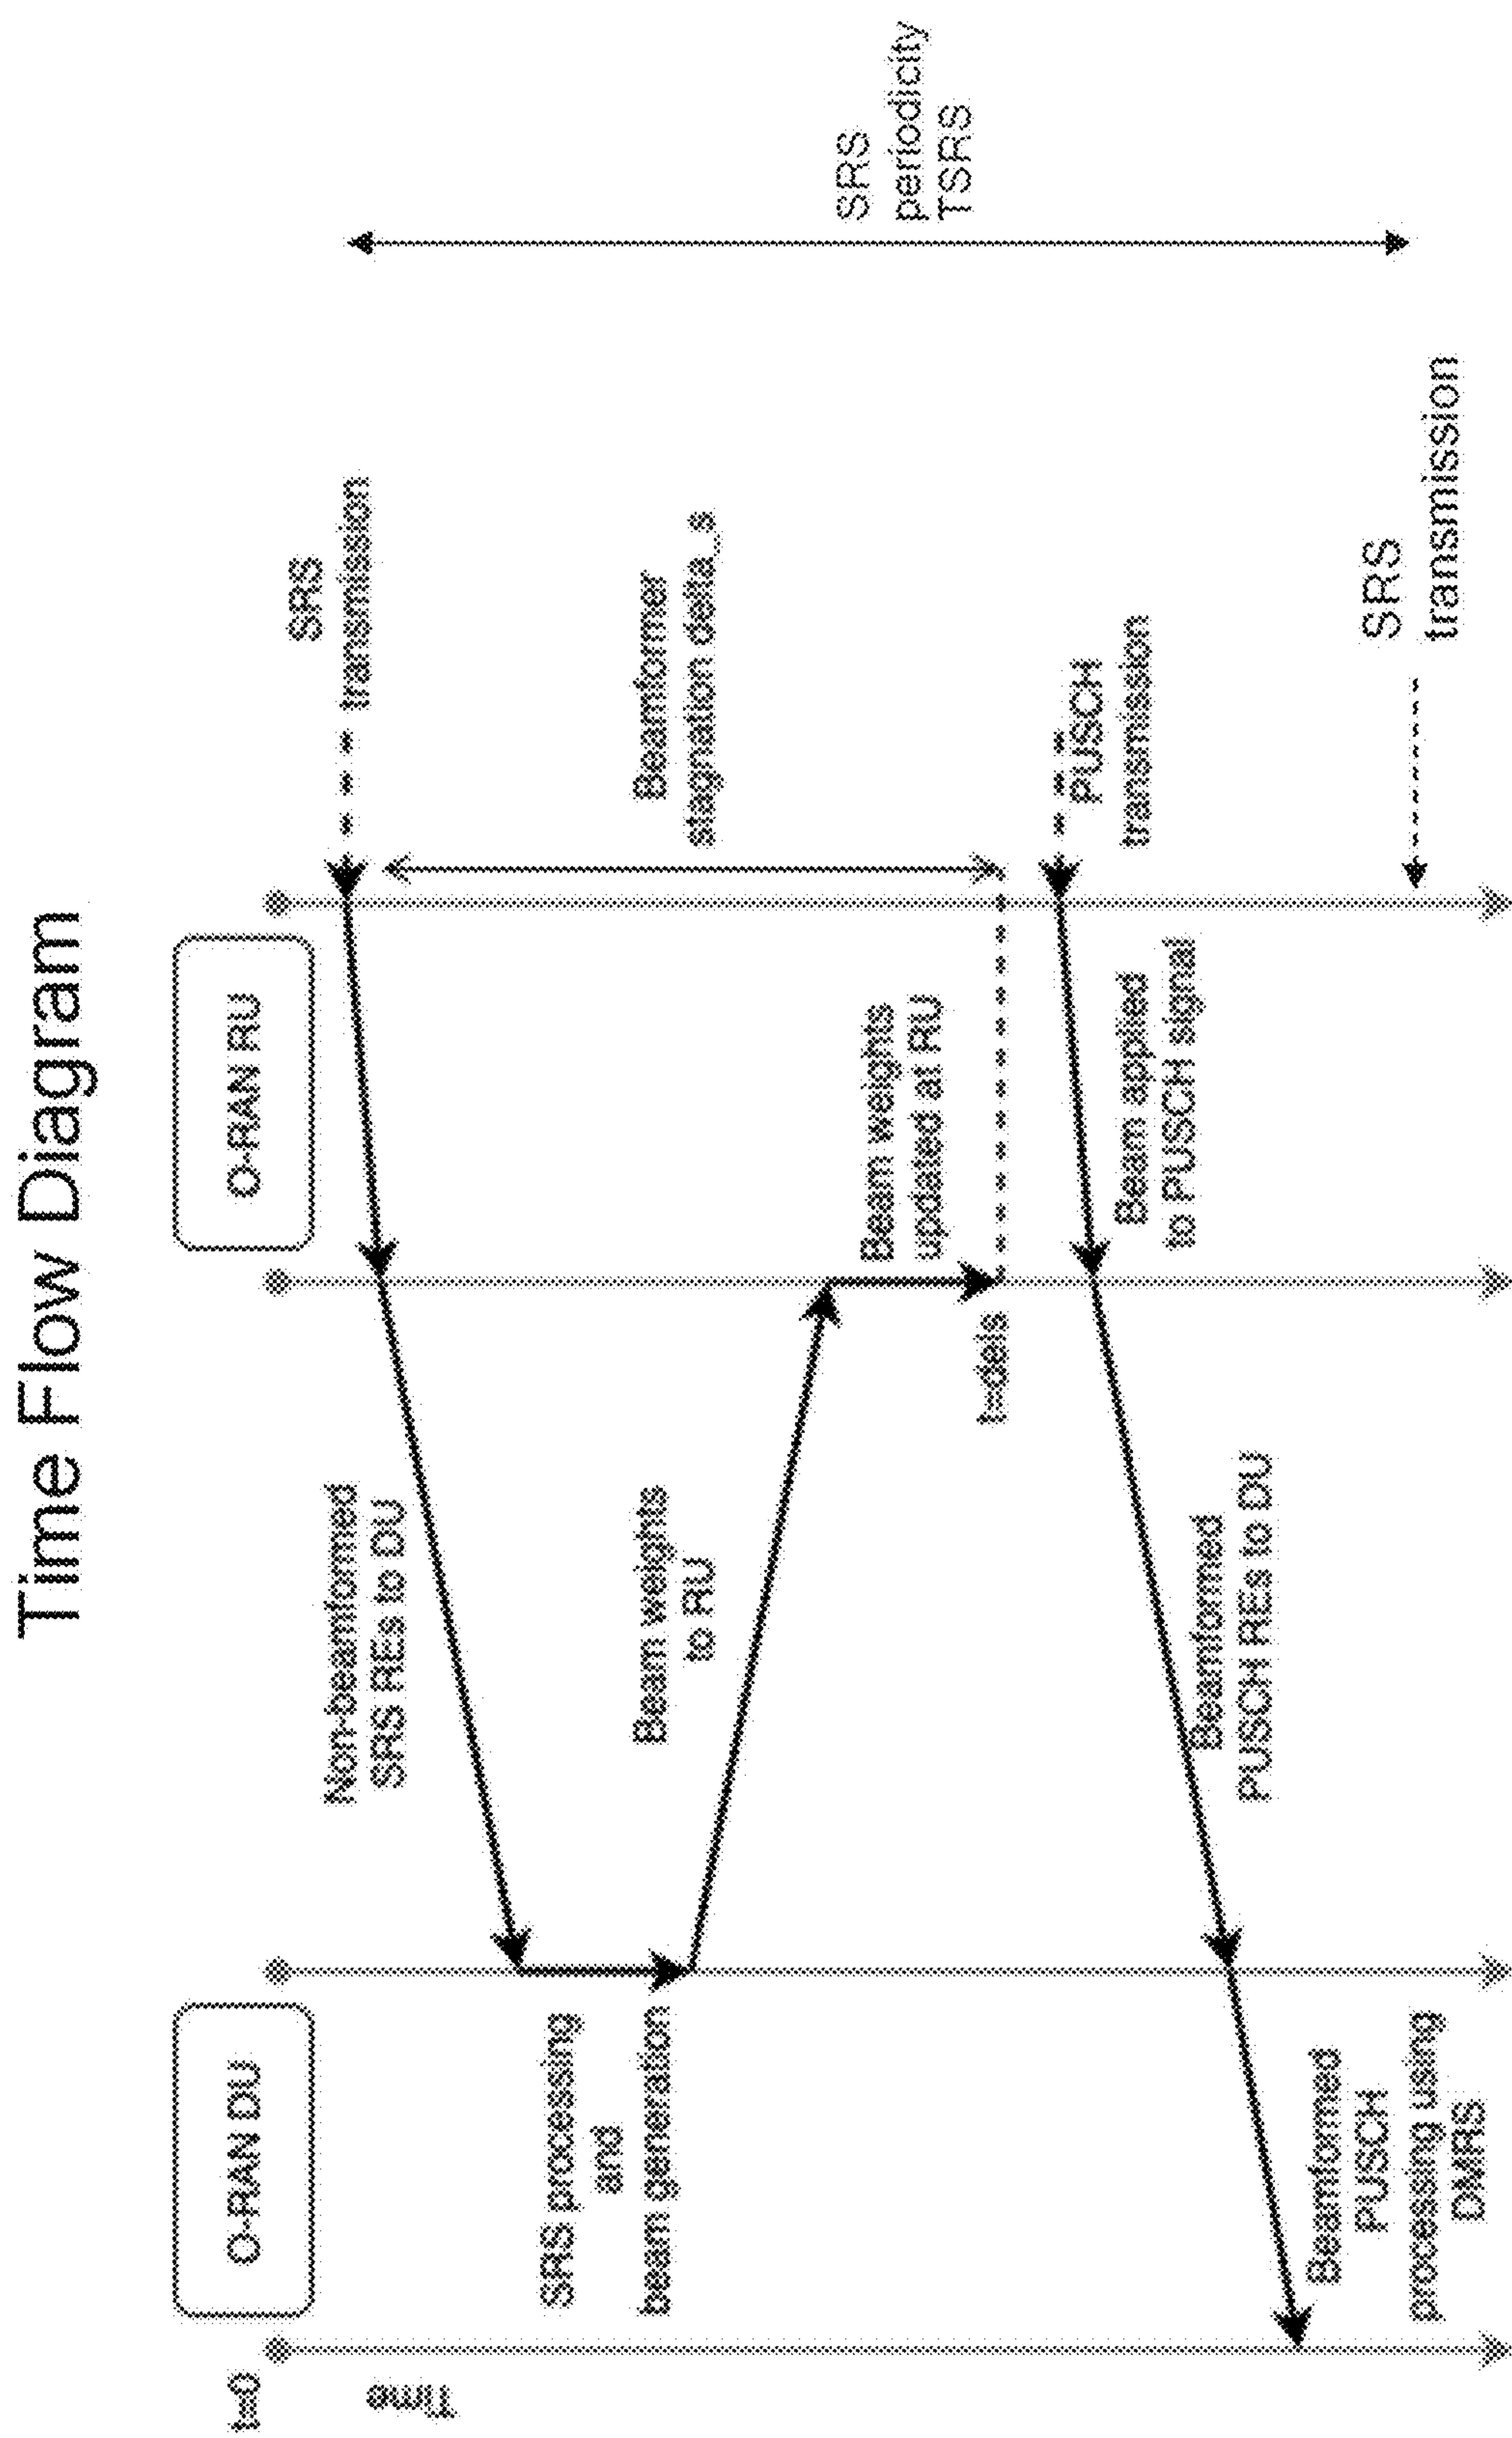 Time Flow Diagram
t=0
O-RAN DU
O-RAN RU
Time
SRS
transmission
Non-beamformed
SRS REs to DU
SRS processing
and
beam generation
Beam weights
to RU
Beamformer
stagnation delta_s
SRS
periodicity
TSRS
Beam weights
updated at RU
t=dels
PUSCH
transmission
Beam applied
to PUSCH signal
Beamformed
PUSCH REs to DU
Beamformed
PUSCH
processing using
DMRS
SRS
transmission